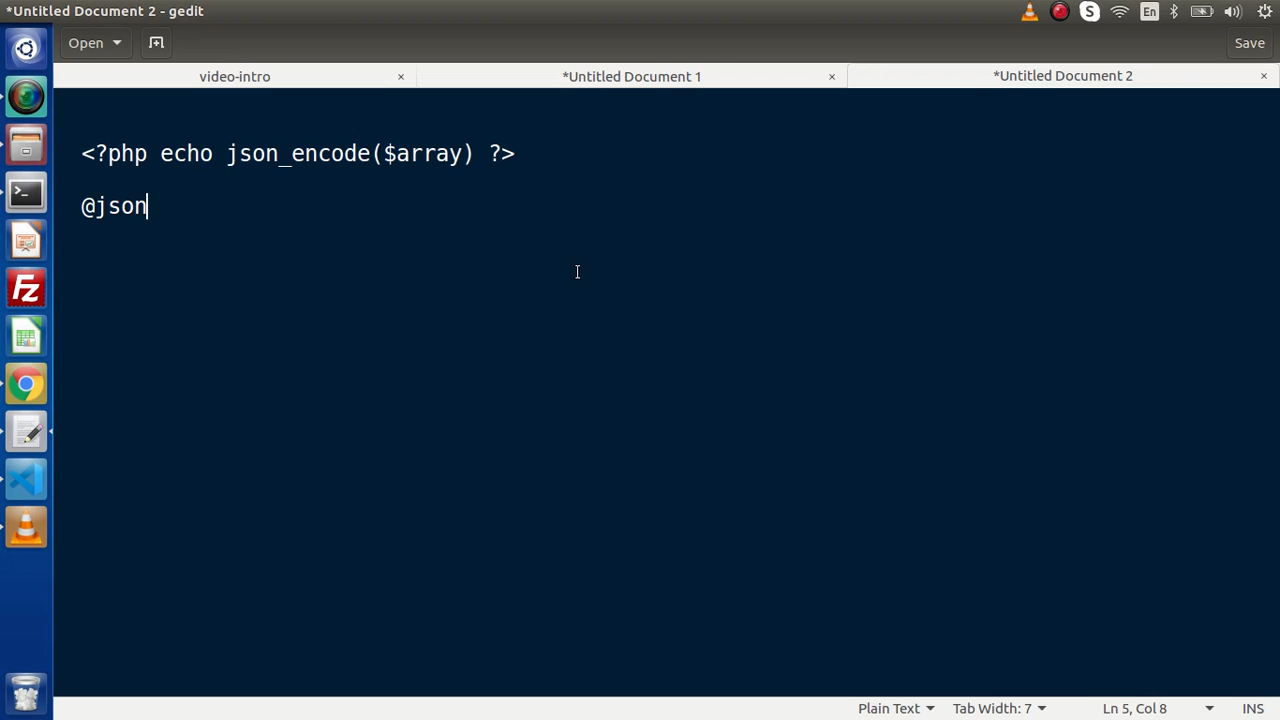 *Untitled Document 2 - gedit
En
Open
Save
video-intro
*Untitled Document 1
*Untitled Document 2
<?php echo json_encode($array) ?>
@json
Plain Text
Tab Width: 7
Ln 5, Col 8
INS